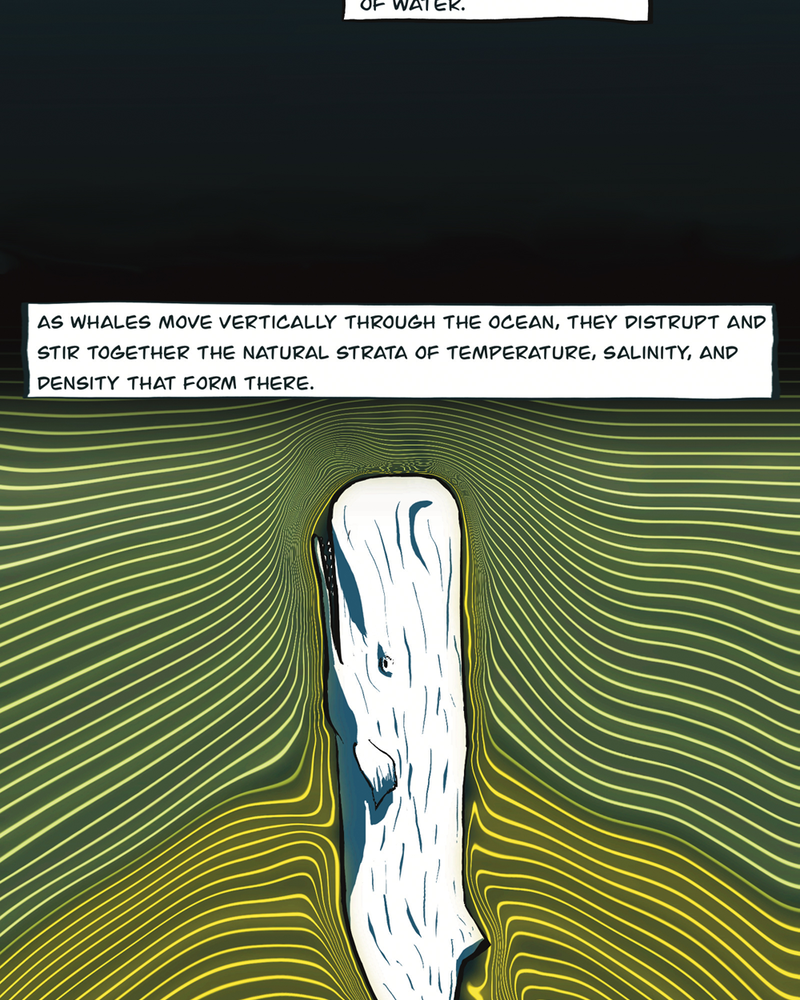 OF WATER.
AS WHALES MOVE VERTICALLY THROUGH THE OCEAN, THEY DISTRUPT AND
STIR TOGETHER THE NATURAL STRATA OF TEMPERATURE, SALINITY, AND
DENSITY THAT FORM THERE.